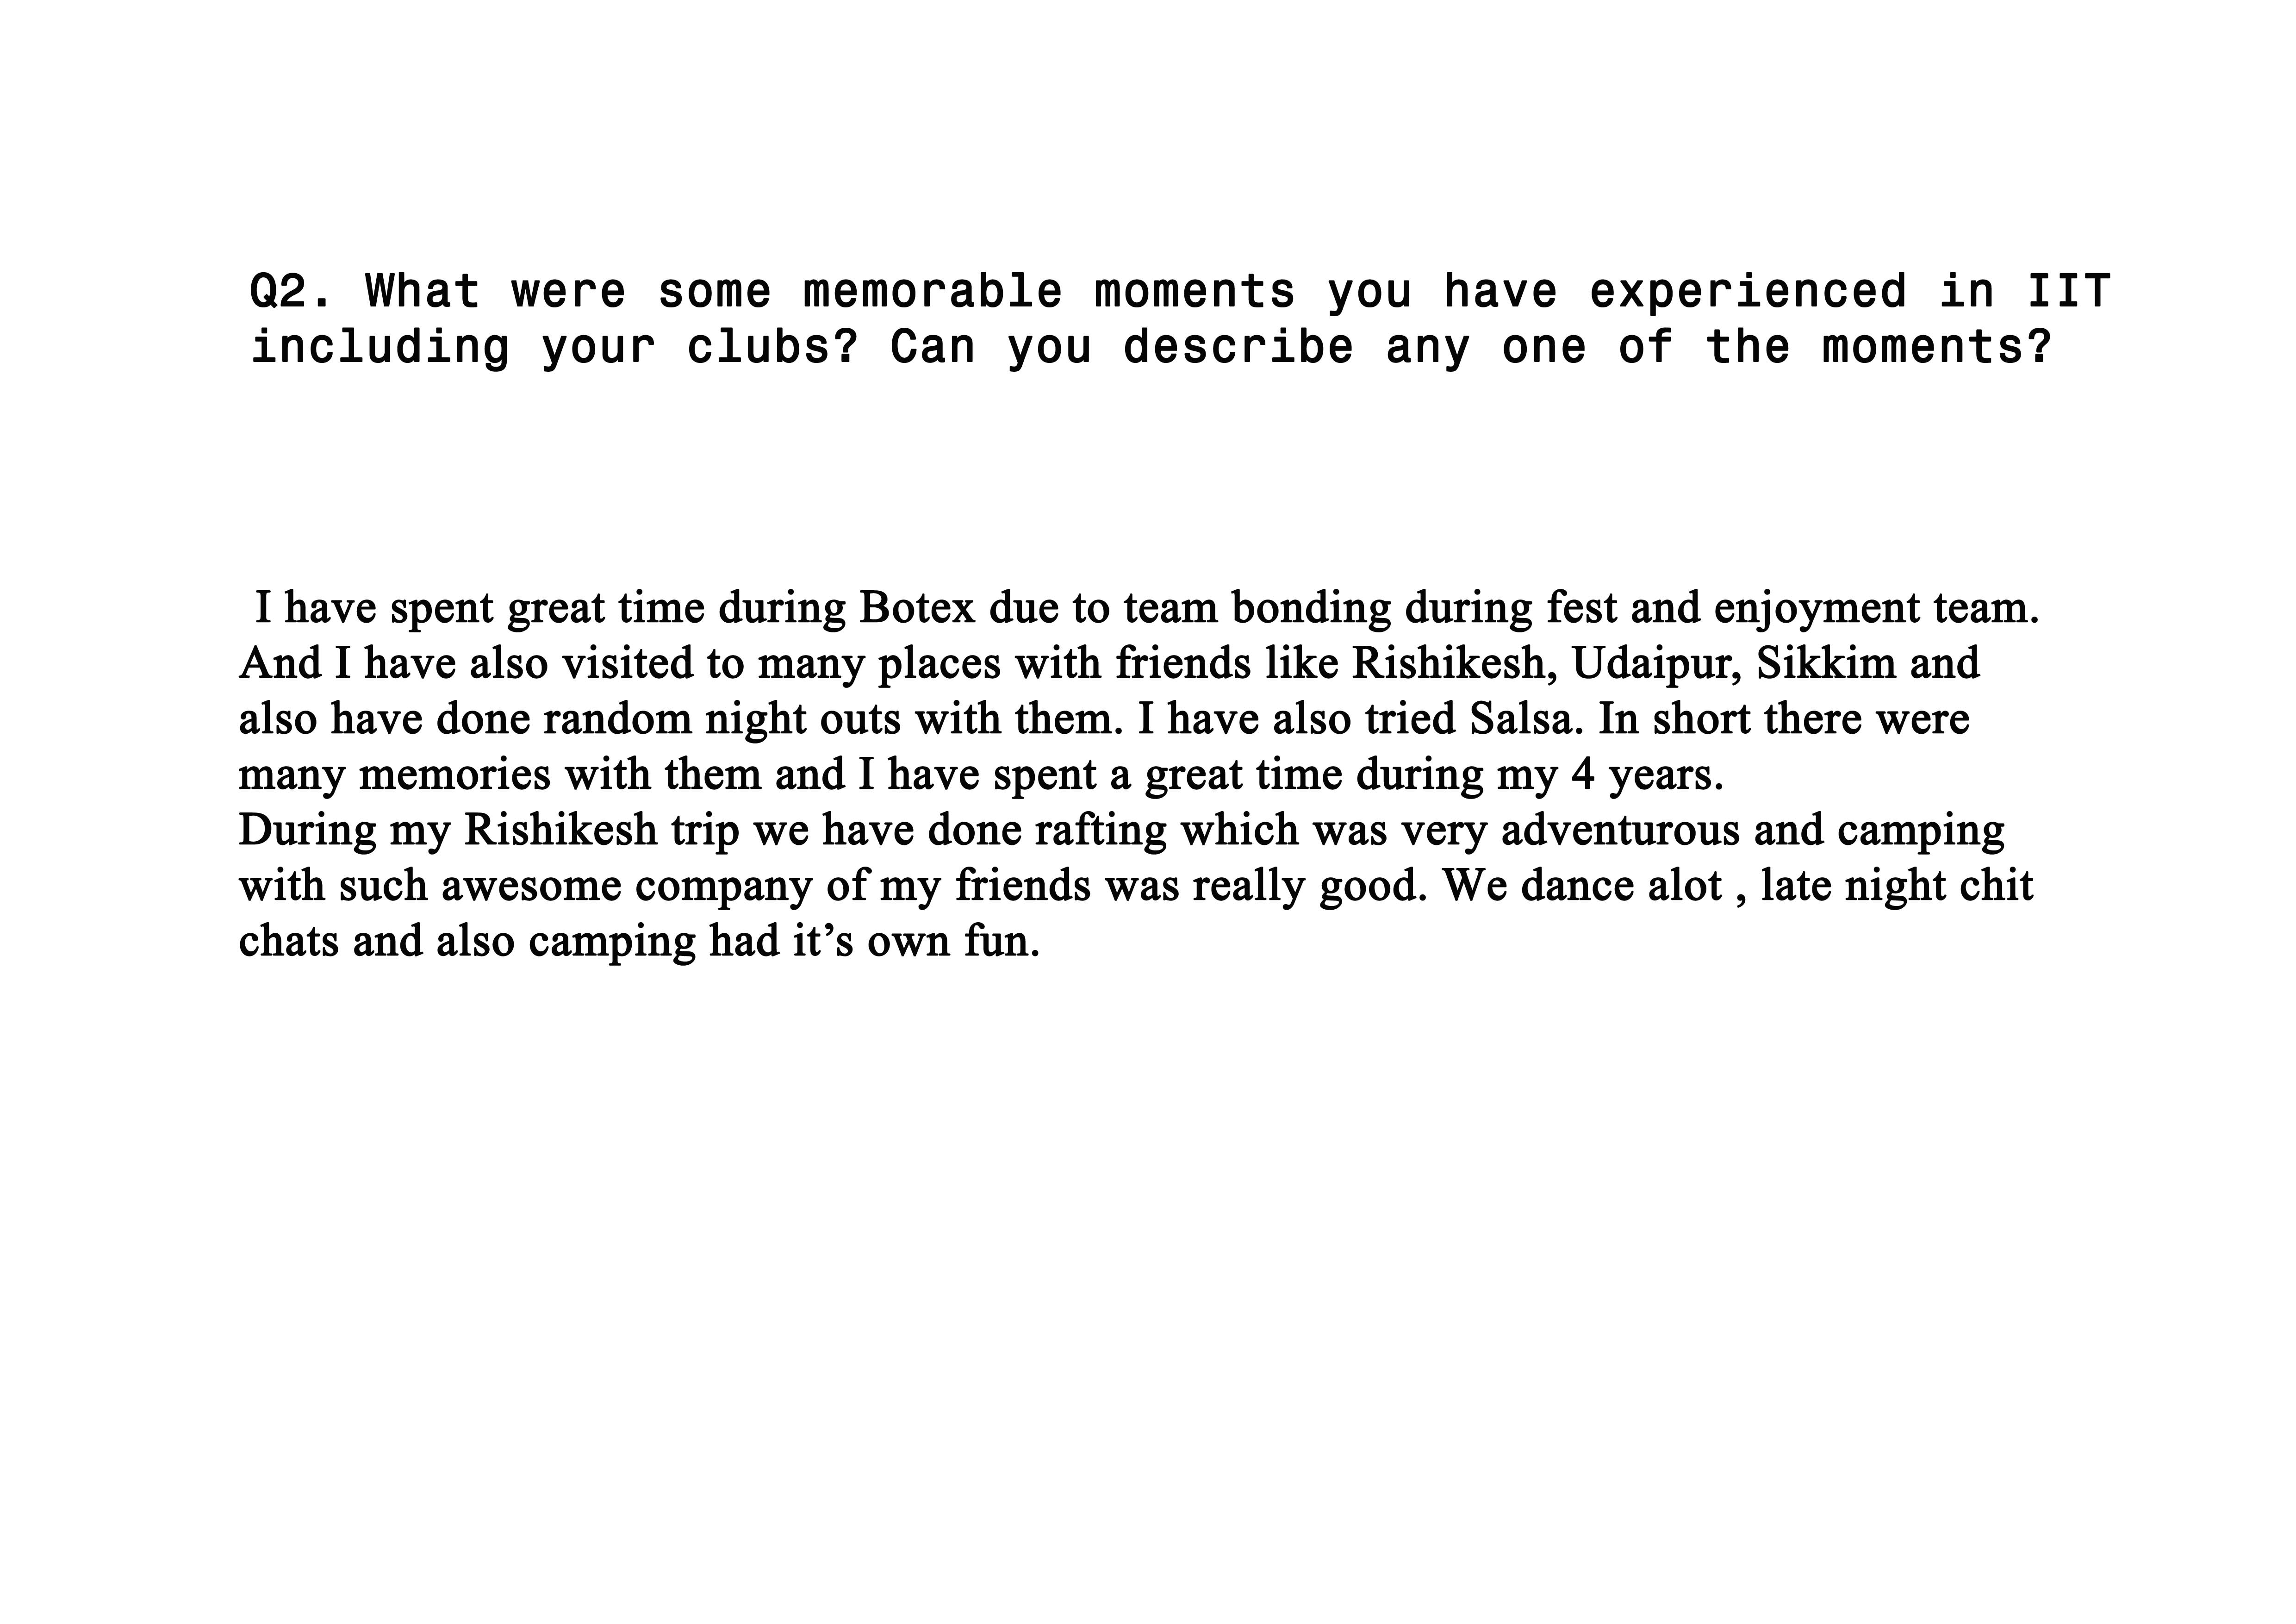 Q2. What were some memorable moments you have experienced in IIT
including your clubs? Can you describe any one of the moments?
I have spent great time during Botex due to team bonding during fest and enjoyment team.
And I have also visited to many places with friends like Rishikesh, Udaipur, Sikkim and
also have done random night outs with them. I have also tried Salsa. In short there were
many memories with them and I have spent a great time during my 4 years.
During my Rishikesh trip we have done rafting which was very adventurous and camping
with such awesome company of my friends was really good. We dance alot , late night chit
chats and also camping had it’s own fun.